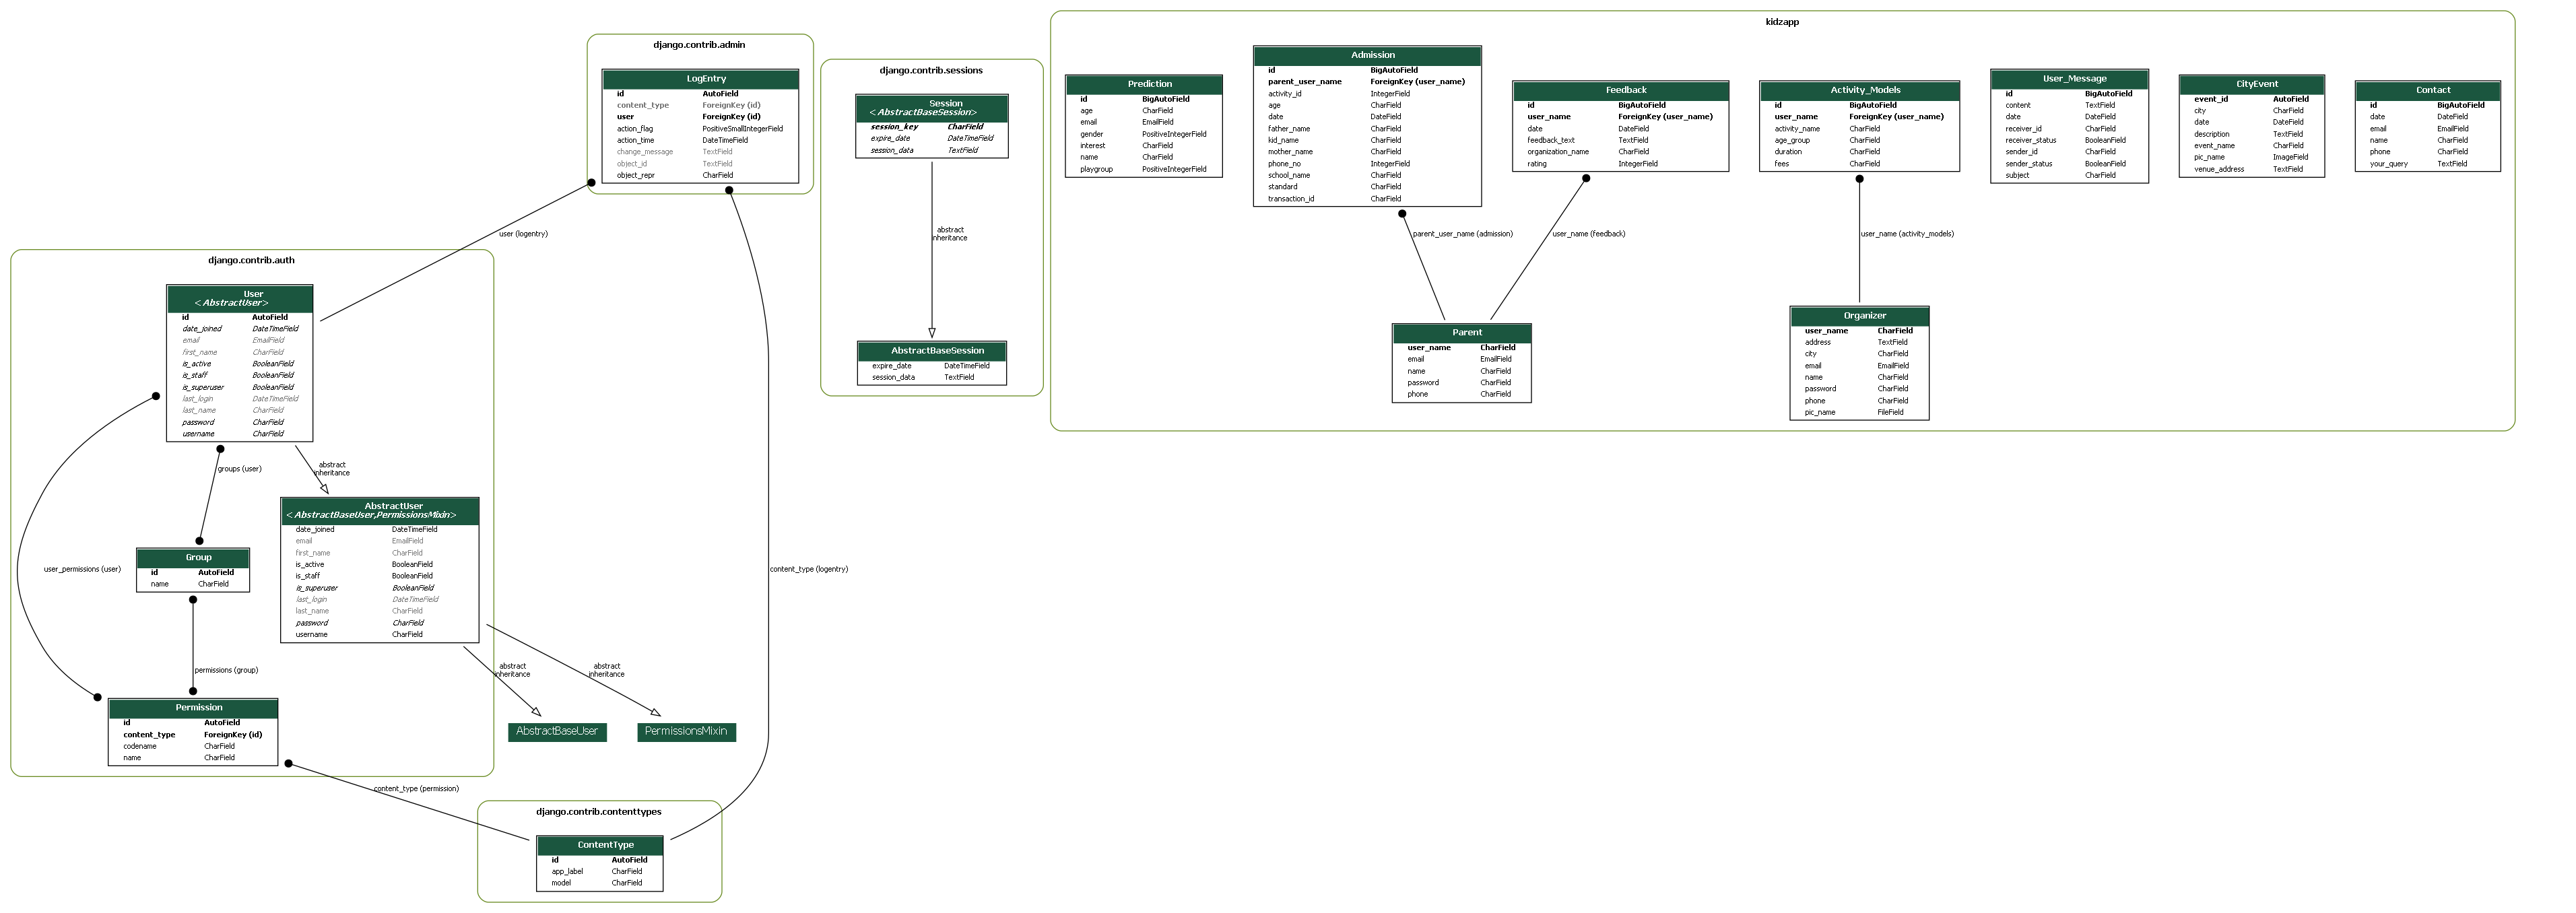 django.contrib.admin
LogEntry
id AutoField
content_type ForeignKey (id)
user ForeignKey (id)
action_flag PositiveSmallIntegerField
action_time DateTimeField
change_message TextField
object_id TextField
object_repr CharField
django.contrib.sessions
Session
<AbstractBaseSession>
session_key CharField
expire_date DateTimeField
session_data TextField
abstract
inheritance
AbstractBaseSession
expire_date DateTimeField
session_data TextField
kidzapp
Prediction
id BigAutoField
age CharField
email EmailField
gender PositiveIntegerField
interest CharField
name CharField
playgroup PositiveIntegerField
Admission
id BigAutoField
parent_user_name ForeignKey (user_name)
activity_id IntegerField
age CharField
date DateField
father_name CharField
kid_name CharField
mother_name CharField
phone_no IntegerField
school_name CharField
standard CharField
transaction_id CharField
Feedback
id BigAutoField
user_name ForeignKey (user_name)
date DateField
feedback_text TextField
organization_name CharField
rating IntegerField
Activity_Models
id BigAutoField
user_name ForeignKey (user_name)
activity_name CharField
age_group CharField
duration CharField
fees CharField
User_Message
id BigAutoField
content TextField
date DateField
receiver_id CharField
receiver_status BooleanField
sender_id CharField
sender_status BooleanField
subject CharField
CityEvent
event_id AutoField
city CharField
date DateField
description TextField
event_name CharField
pic_name ImageField
venue_address TextField
Contact
id BigAutoField
date DateField
email EmailField
name CharField
phone CharField
your_query TextField
parent_user_name (admission)
user_name (feedback)
user_name (activity_models)
Parent
user_name CharField
email EmailField
name CharField
password CharField
phone CharField
Organizer
user_name CharField
address TextField
city CharField
email EmailField
name CharField
password CharField
phone CharField
pic_name FileField
user (logentry)
django.contrib.auth
User
<AbstractUser>
id AutoField
date_joined DateTimeField
email EmailField
first_name CharField
is_active BooleanField
is_staff BooleanField
is_superuser BooleanField
last_login DateTimeField
last_name CharField
password CharField
username CharField
groups (user)
abstract
inheritance
AbstractUser
<AbstractBaseUser,PermissionsMixin>
date_joined DateTimeField
email EmailField
first_name CharField
is_active BooleanField
is_staff BooleanField
is_superuser BooleanField
last_login DateTimeField
last_name CharField
password CharField
username CharField
Group
id AutoField
name CharField
user_permissions (user)
content_type (logentry)
permissions (group)
abstract
inheritance
abstract
inheritance
Permission
id AutoField
content_type ForeignKey (id)
codename CharField
name CharField
AbstractBaseUser
PermissionsMixin
content_type (permission)
django.contrib.contenttypes
ContentType
id AutoField
app_label CharField
model CharField